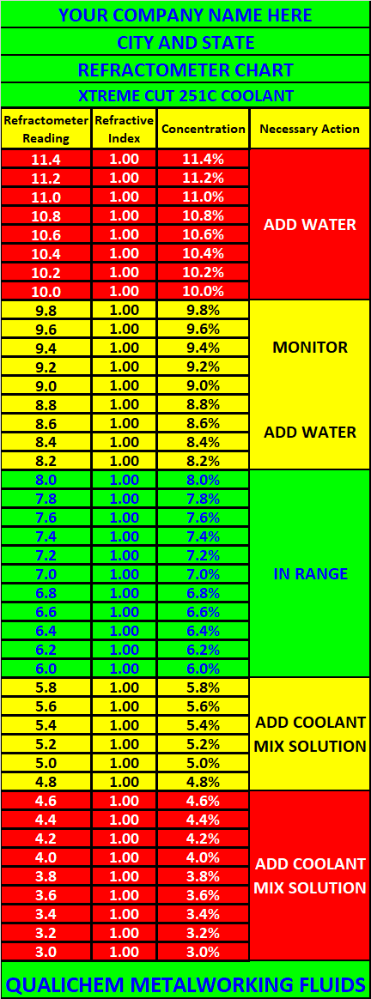 YOUR COMPANY NAME HERE
CITY AND STATE
REFRACTOMETER CHART
XTREME CUT 251C COOLANT
Refractometer Reading Refractive Index Concentration Necessary Action
11.4 1.00 11.4%
11.2 1.00 11.2%
11.0 1.00 11.0%
10.8 1.00 10.8%
ADD WATER
10.6 1.00 10.6%
10.4 1.00 10.4%
10.2 1.00 10.2%
10.0 1.00 10.0%
9.8 1.00 9.8%
9.6 1.00 9.6%
9.4 1.00 9.4% MONITOR
9.2 1.00 9.2%
9.0 1.00 9.0%
8.8 1.00 8.8%
8.6 1.00 8.6%
ADD WATER
8.4 1.00 8.4%
8.2 1.00 8.2%
8.0 1.00 8.0%
7.8 1.00 7.8%
7.6 1.00 7.6%
7.4 1.00 7.4%
7.2 1.00 7.2%
7.0 1.00 7.0% IN RANGE
6.8 1.00 6.8%
6.6 1.00 6.6%
6.4 1.00 6.4%
6.2 1.00 6.2%
6.0 1.00 6.0%
5.8 1.00 5.8%
5.6 1.00 5.6%
5.4 1.00 5.4% ADD COOLANT
5.2 1.00 5.2% MIX SOLUTION
5.0 1.00 5.0%
4.8 1.00 4.8%
4.6 1.00 4.6%
4.4 1.00 4.4%
4.2 1.00 4.2%
4.0 1.00 4.0% ADD COOLANT
3.8 1.00 3.8% MIX SOLUTION
3.6 1.00 3.6%
3.4 1.00 3.4%
3.2 1.00 3.2%
3.0 1.00 3.0%
QUALICHEM METALWORKING FLUIDS